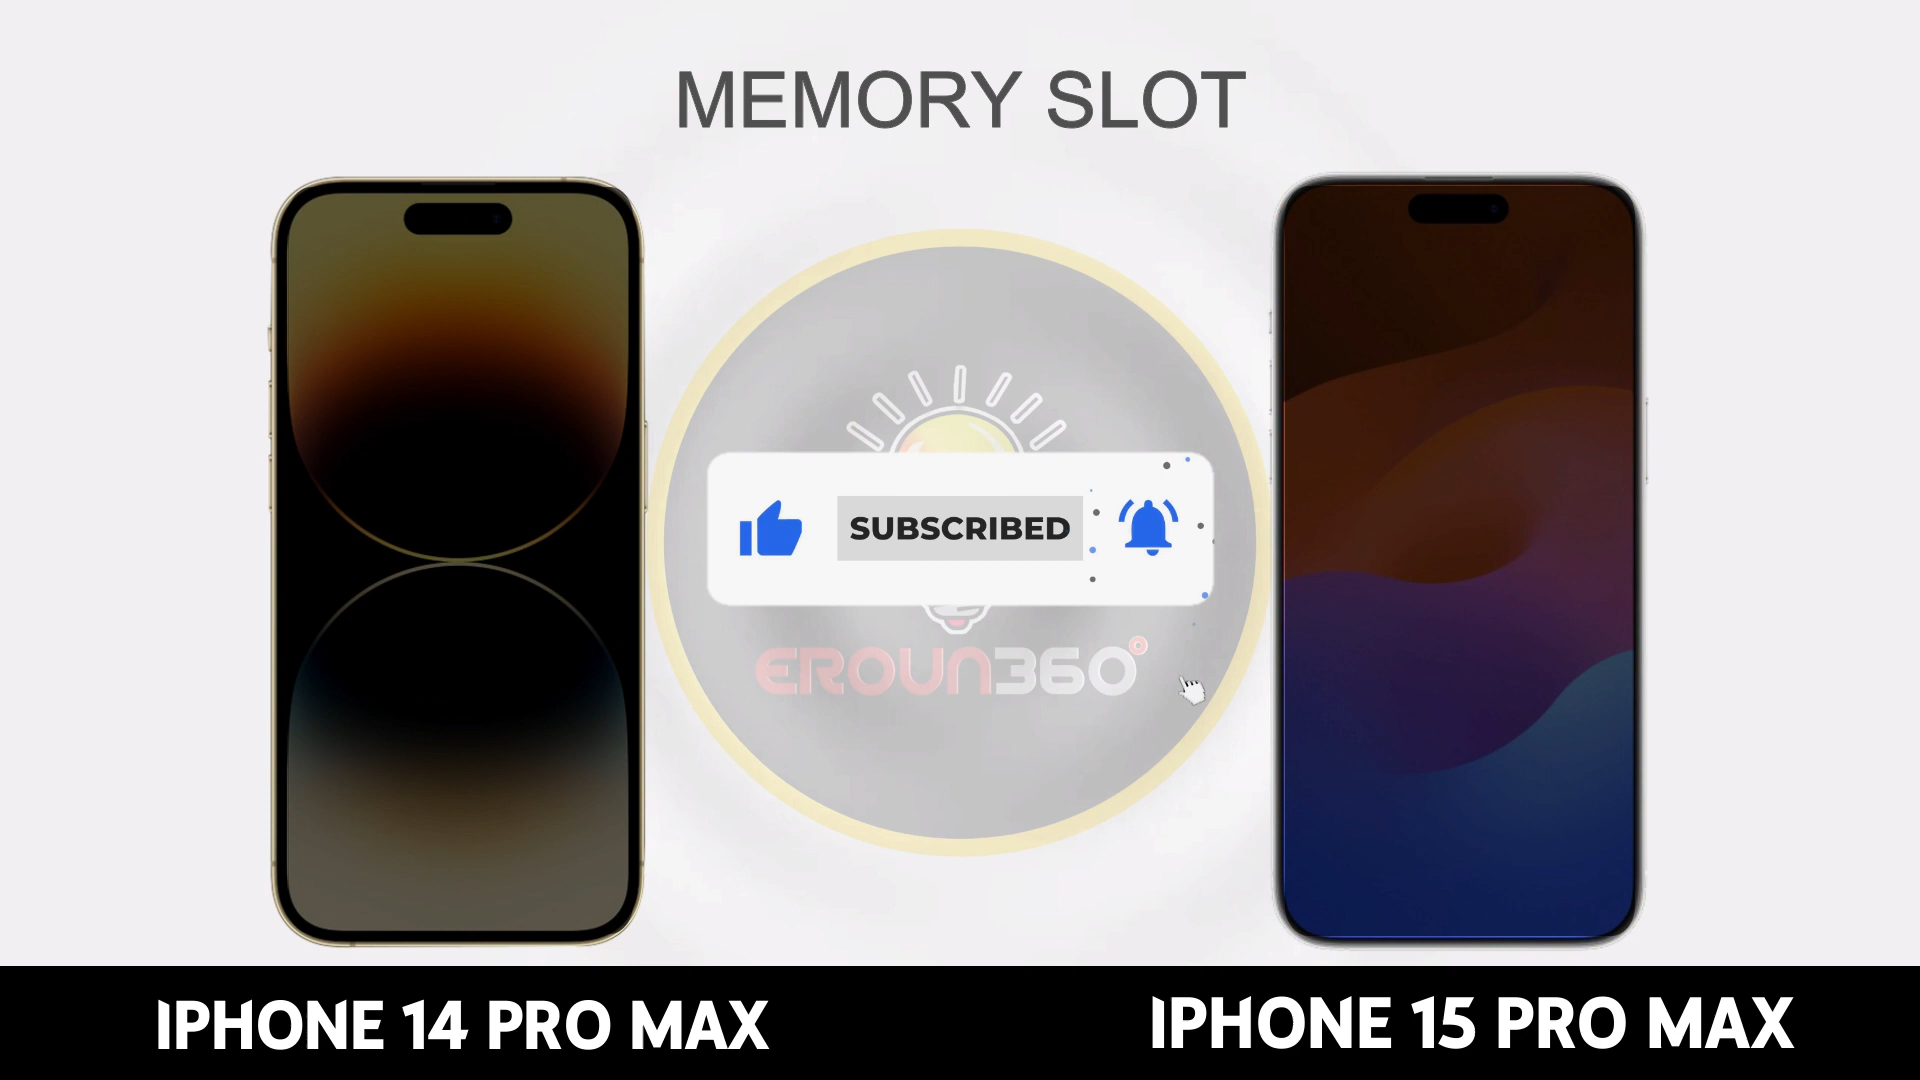 MEMORY SLOT
SUBSCRIBED
EROUN360°
IPHONE 14 PRO MAX
IPHONE 15 PRO MAX